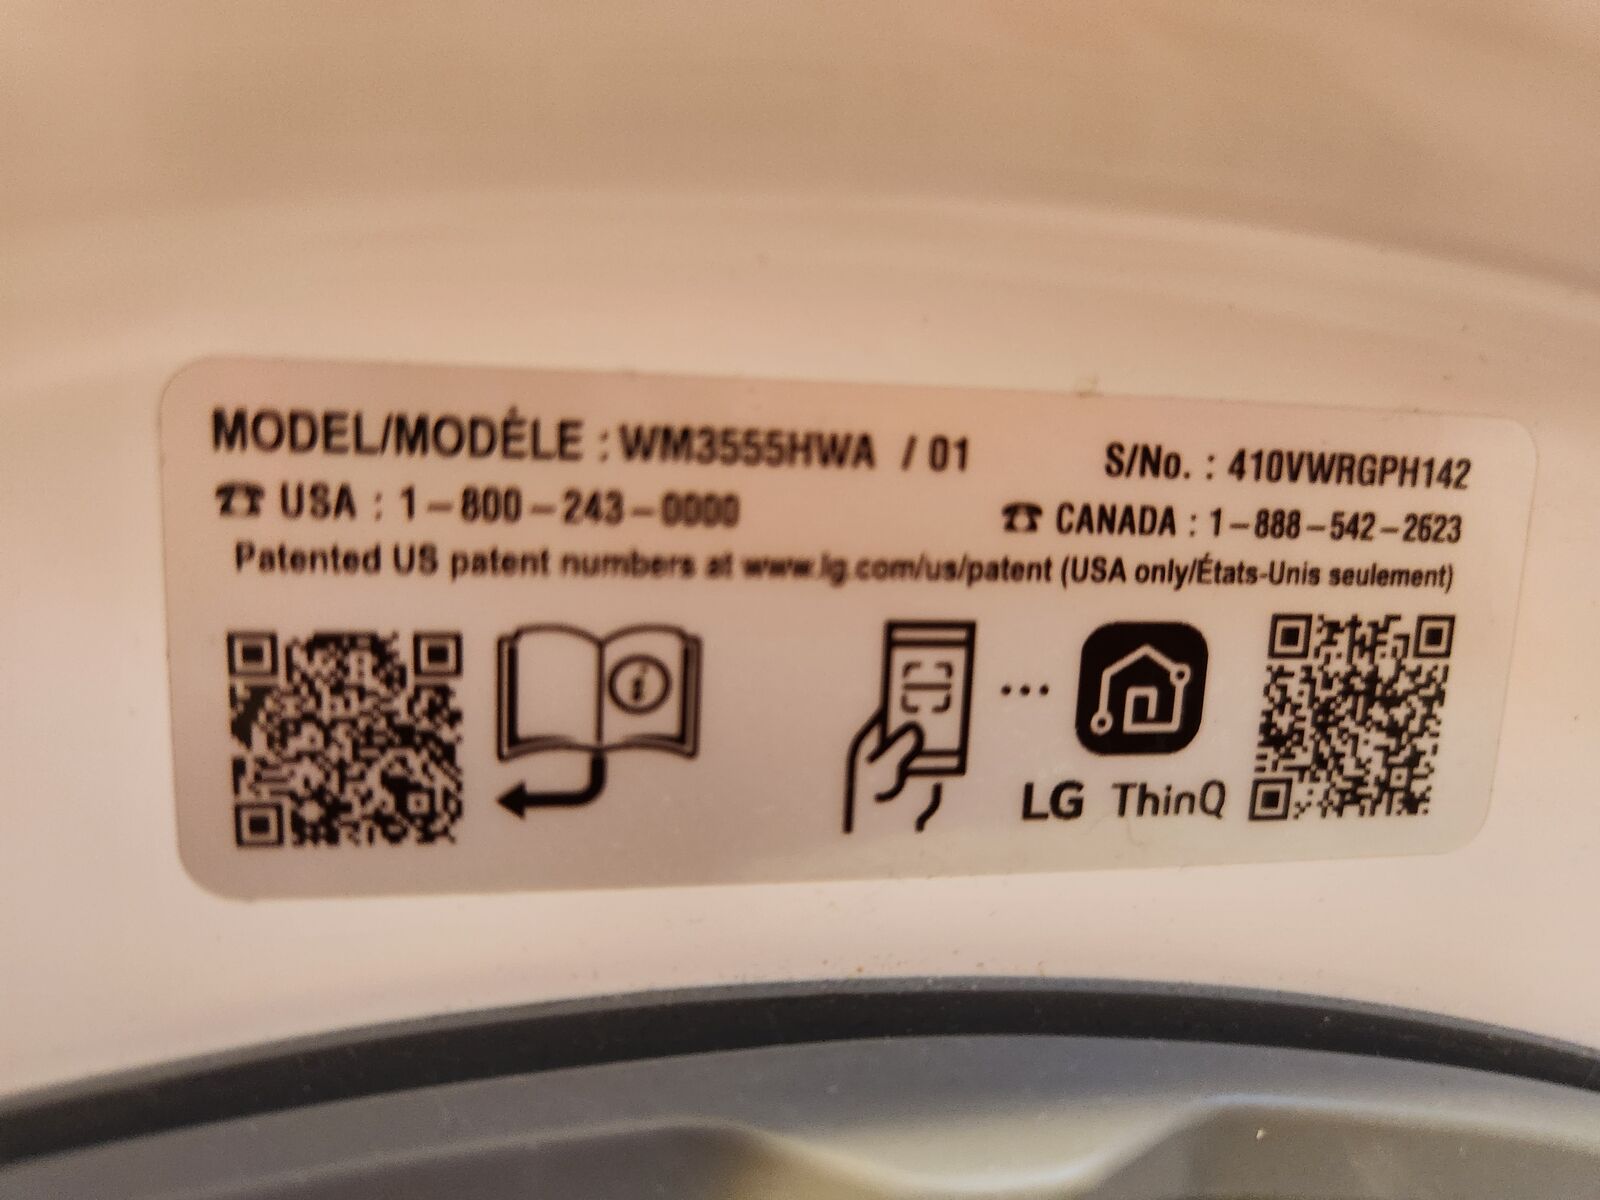 MODEL/MODÈLE : WM3555HWA / 01
S/No. : 410VWRGPH142
☎ USA : 1-800-243-0000
☎ CANADA : 1-888-542-2623
Patented US patent numbers at www.lg.com/us/patent (USA only/États-Unis seulement)
LG ThinQ